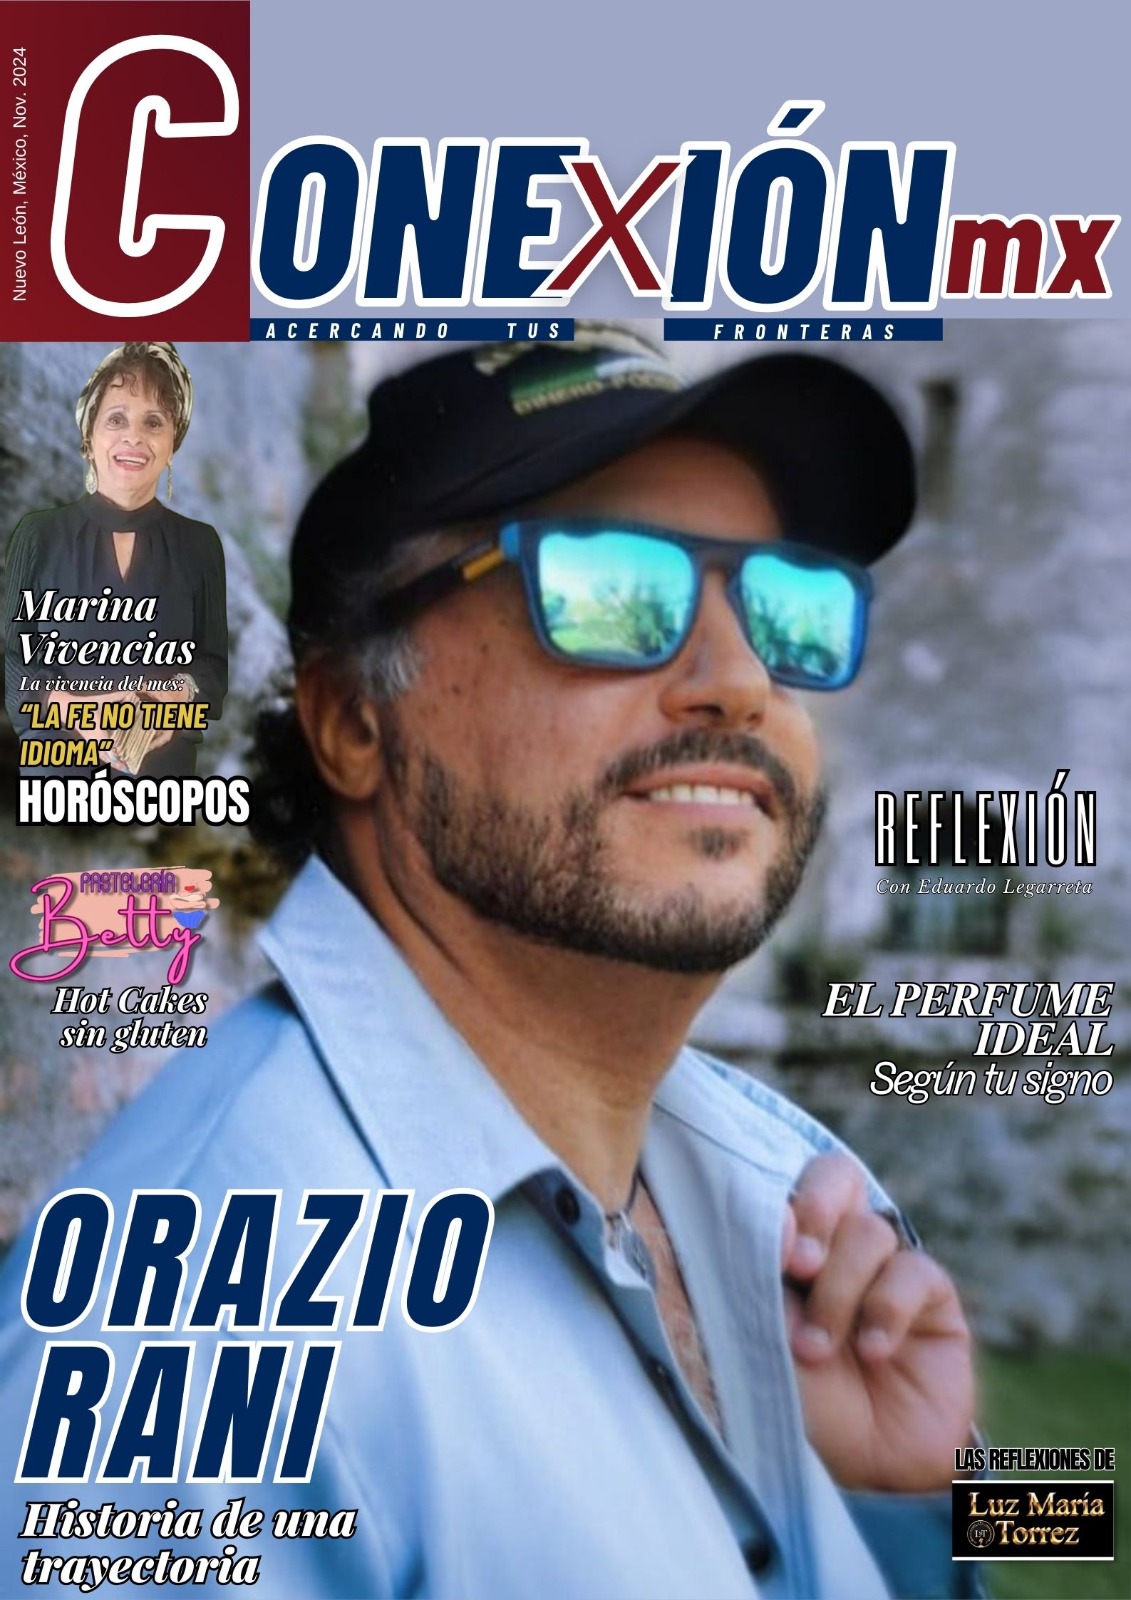 Nuevo León, México, Nov. 2024
CONEXIÓN mx
ACERCANDO TUS FRONTERAS
DINERO-PODER
Marina
Vivencias
La vivencia del mes:
“LA FE NO TIENE
IDIOMA”
HORÓSCOPOS
PASTELERÍA
Betty
Hot Cakes
sin gluten
REFLEXIÓN
Con Eduardo Legarreta
EL PERFUME
IDEAL
Según tu signo
ORAZIO
RANI
Historia de una
trayectoria
LAS REFLEXIONES DE
Luz María
Torrez